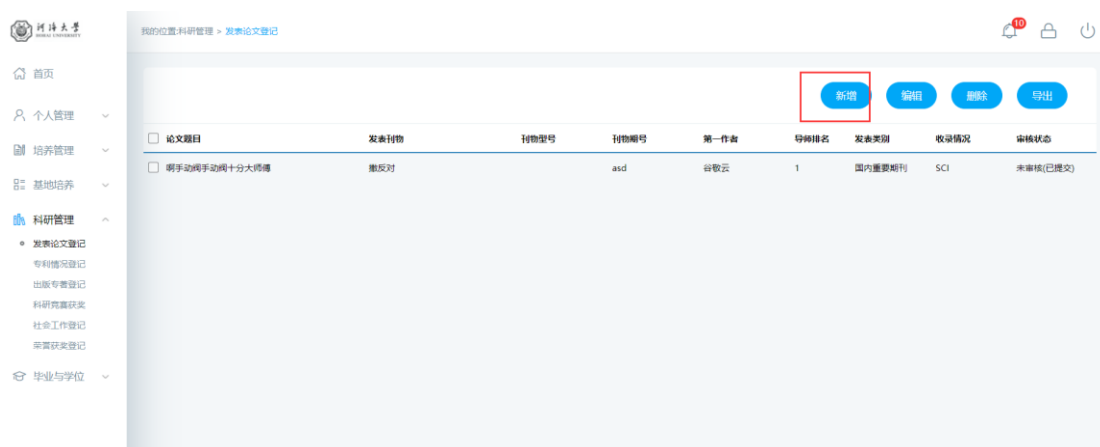 河海大学
HOHAI UNIVERSITY
我的位置:科研管理 > 发表论文登记
10
首页
个人管理
培养管理
基地培养
科研管理
发表论文登记
专利情况登记
出版专著登记
科研竞赛获奖
社会工作登记
荣誉获奖登记
毕业与学位
新增 编辑 删除 导出
论文题目 发表刊物 刊物型号 刊物期号 第一作者 导师排名 发表类别 收录情况 审核状态
啊手动阀手动阀十分大师傅 撒反对 asd 谷敬云 1 国内重要期刊 SCI 未审核(已提交)